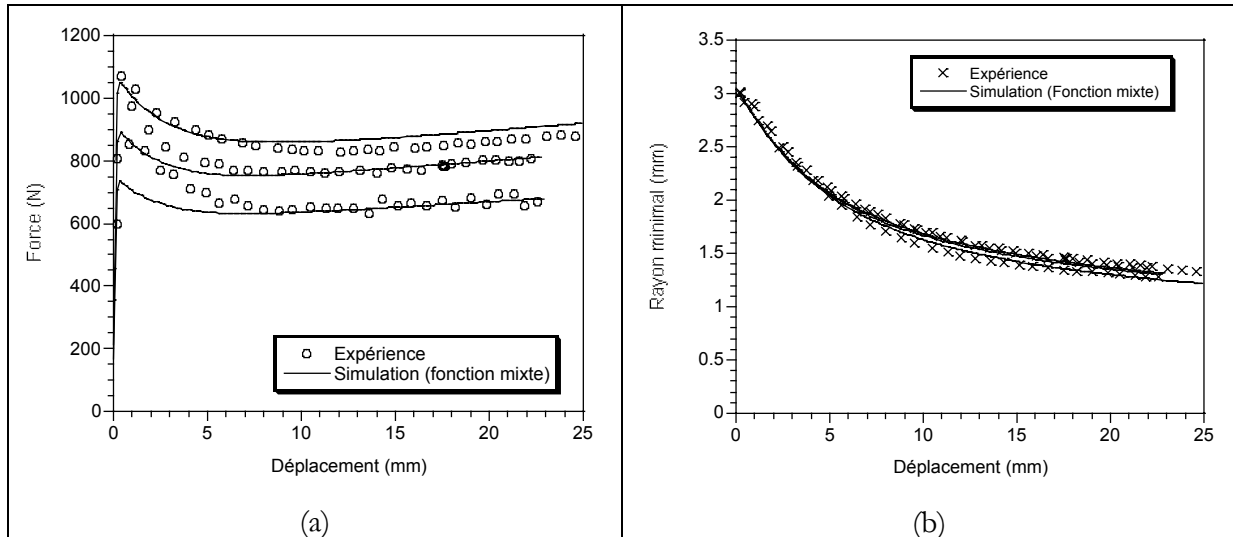 1200
1000
800
600
400
200
0
Force (N)
Expérience
Simulation (fonction mixte)
0 5 10 15 20 25
Déplacement (mm)
(a)
3.5
3
2.5
2
1.5
1
0.5
0
Rayon minimal (mm)
Expérience
Simulation (Fonction mixte)
0 5 10 15 20 25
Déplacement (mm)
(b)